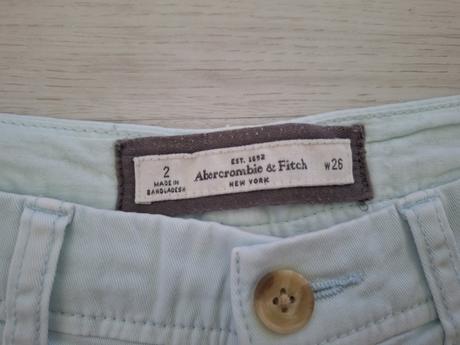 2
MADE IN
BANGLADESH
EST. 1892
Abercrombie & Fitch
NEW YORK
W26